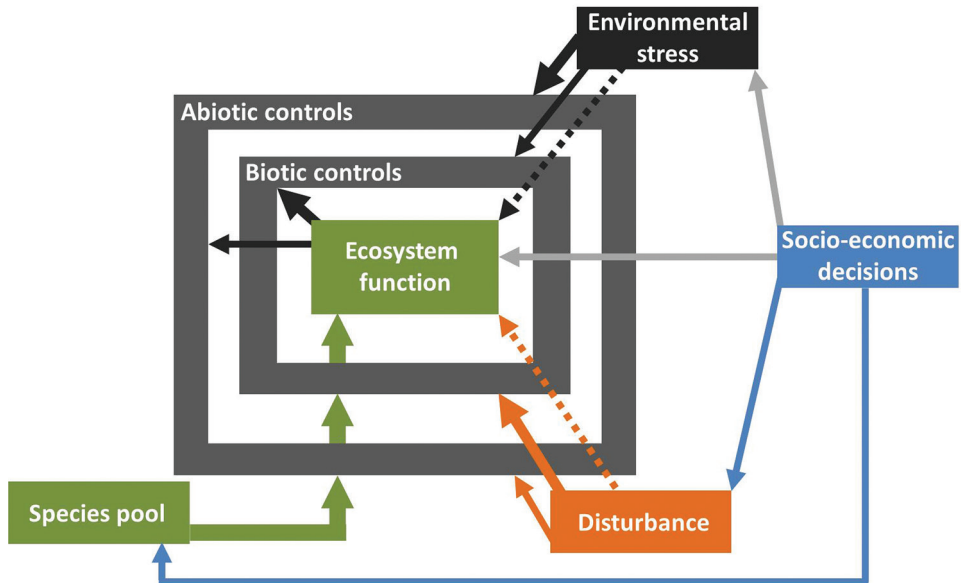 Environmental
stress
Abiotic controls
Biotic controls
Ecosystem
function
Socio-economic
decisions
Species pool
Disturbance